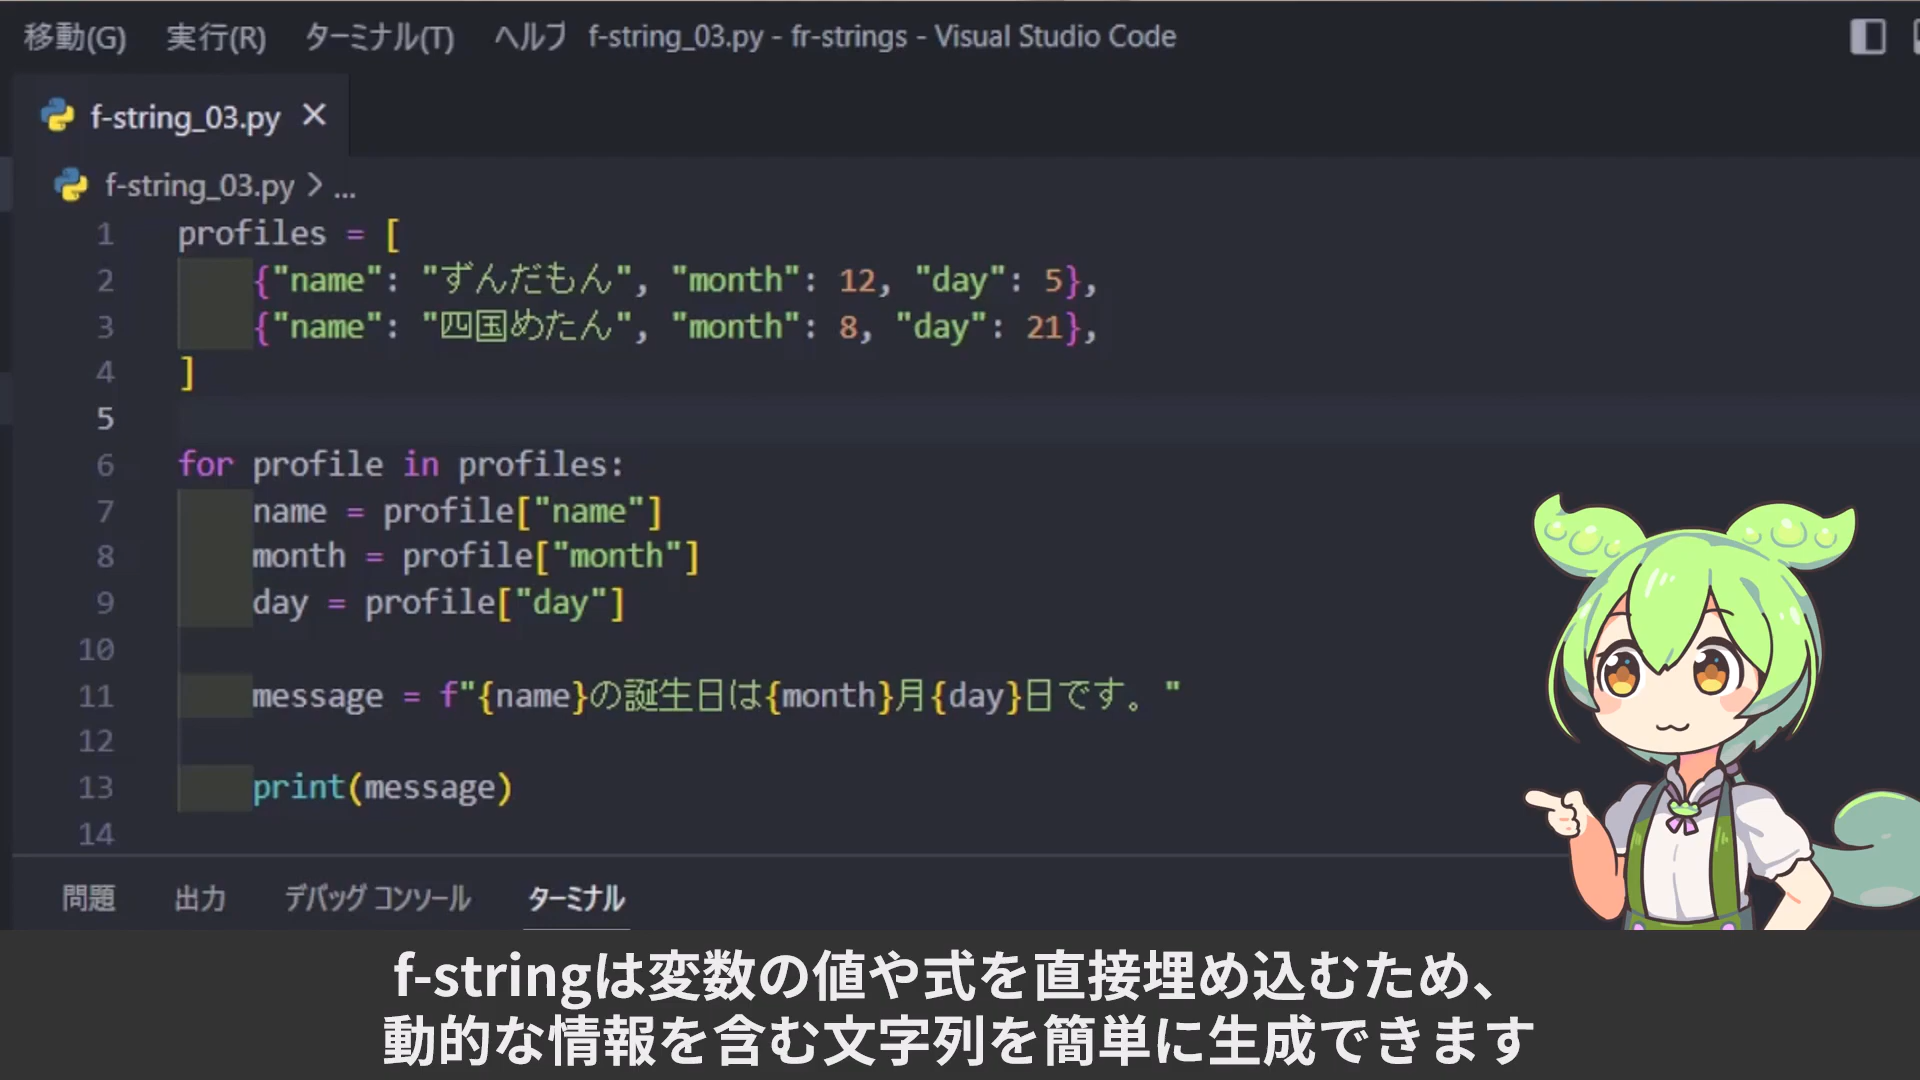 移動(G) 実行(R) ターミナル(T) ヘルプ f-string_03.py - fr-strings - Visual Studio Code
f-string_03.py ×
f-string_03.py > ...
1 profiles = [
2 {"name": "ずんだもん", "month": 12, "day": 5},
3 {"name": "四国めたん", "month": 8, "day": 21},
4 ]
5
6 for profile in profiles:
7 name = profile["name"]
8 month = profile["month"]
9 day = profile["day"]
10
11 message = f"{name}の誕生日は{month}月{day}日です。"
12
13 print(message)
14
問題 出力 デバッグ コンソール ターミナル
f-stringは変数の値や式を直接埋め込むため、
動的な情報を含む文字列を簡単に生成できます